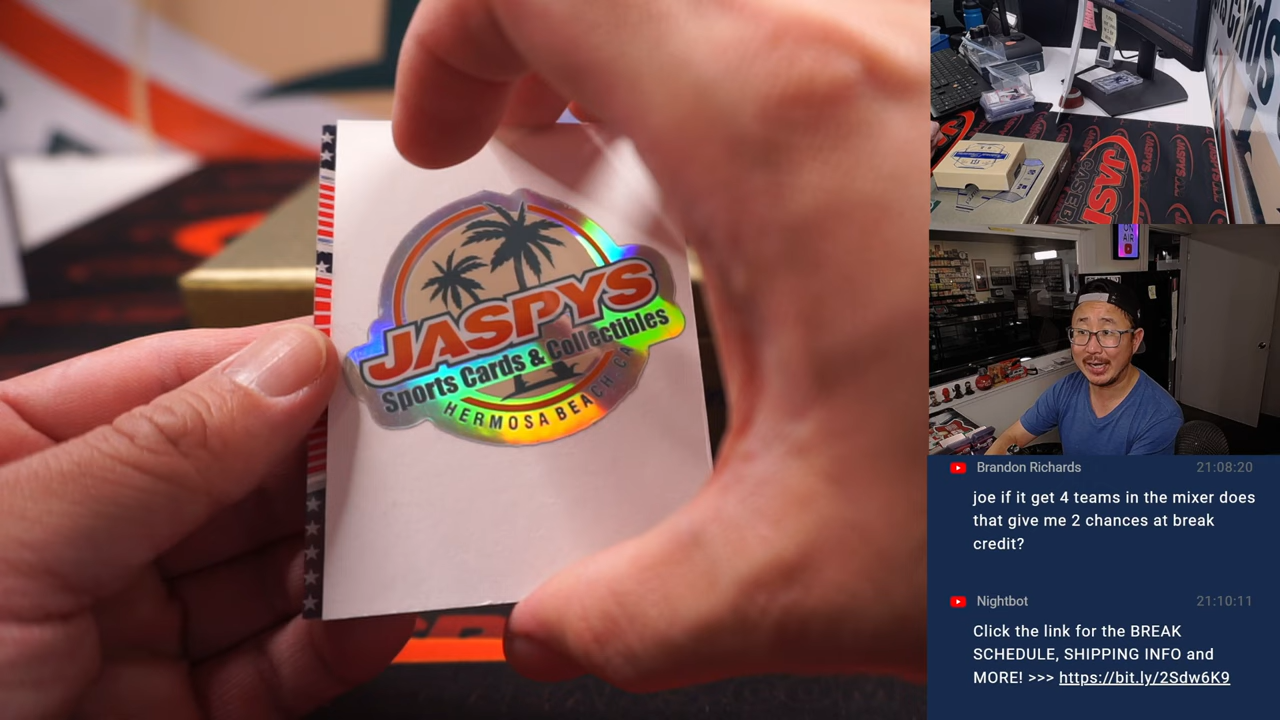 JASPYS
Sports Cards & Collectibles
HERMOSA BEACH, CA
ON
AIR
Brandon Richards 21:08:20
joe if it get 4 teams in the mixer does
that give me 2 chances at break
credit?
Nightbot 21:10:11
Click the link for the BREAK
SCHEDULE, SHIPPING INFO and
MORE! >>> https://bit.ly/2Sdw6K9